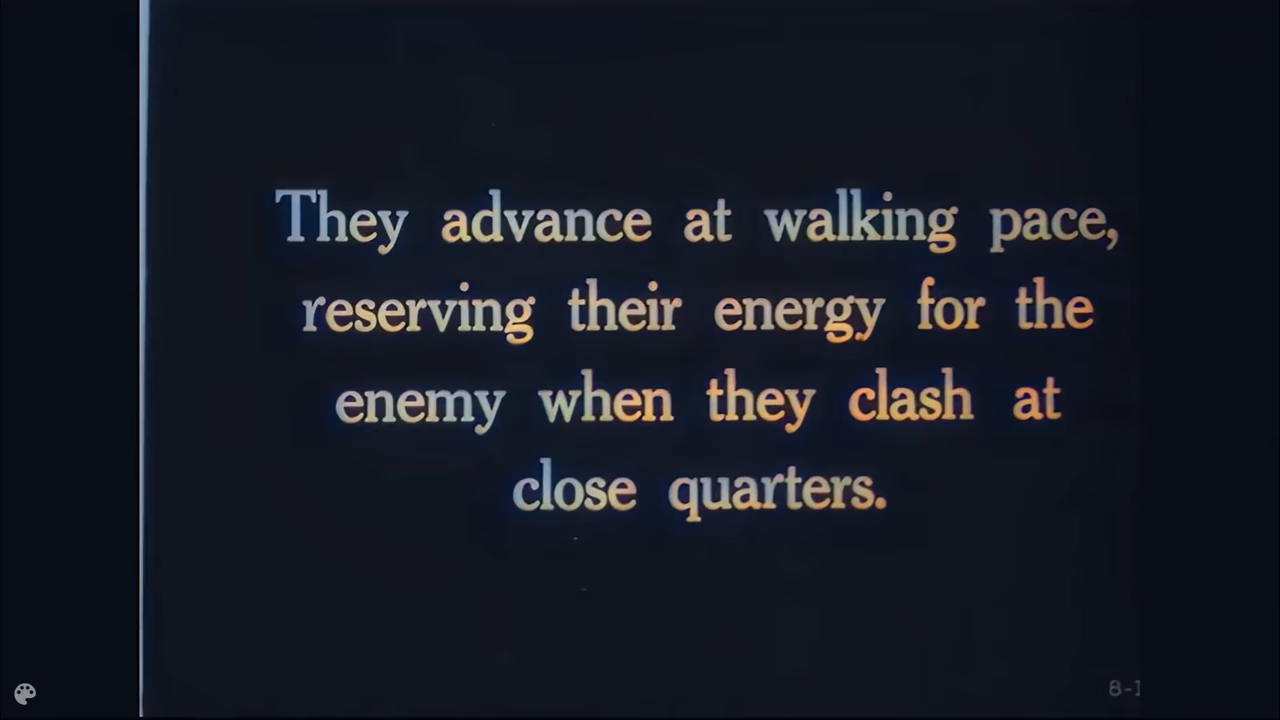 They advance at walking pace,
reserving their energy for the
enemy when they clash at
close quarters.